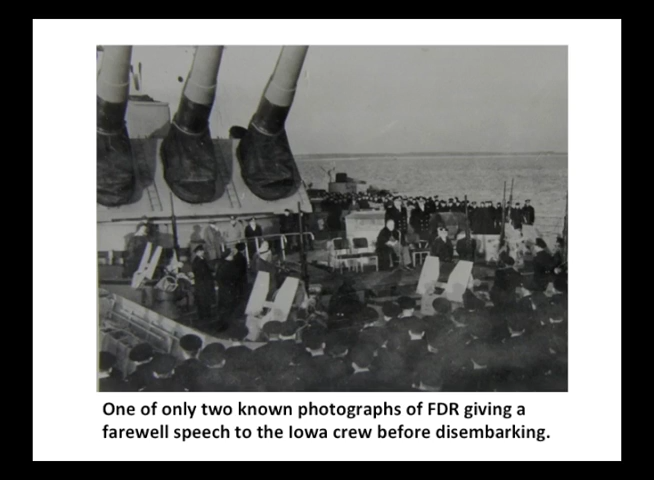 One of only two known photographs of FDR giving a
farewell speech to the Iowa crew before disembarking.